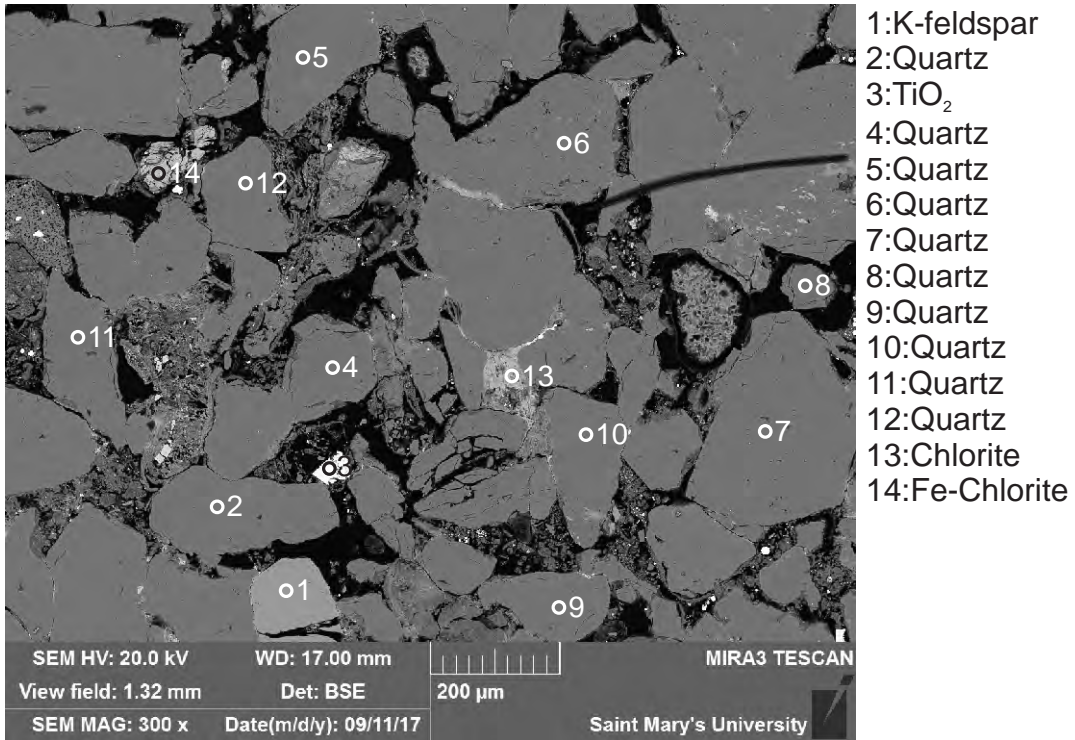 1:K-feldspar
2:Quartz
3:TiO₂
4:Quartz
5:Quartz
6:Quartz
7:Quartz
8:Quartz
9:Quartz
10:Quartz
11:Quartz
12:Quartz
13:Chlorite
14:Fe-Chlorite
5
6
14
12
8
11
4
13
10
7
3
2
1
9
SEM HV: 20.0 kV WD: 17.00 mm MIRA3 TESCAN
View field: 1.32 mm Det: BSE 200 µm
SEM MAG: 300 x Date(m/d/y): 09/11/17 Saint Mary's University